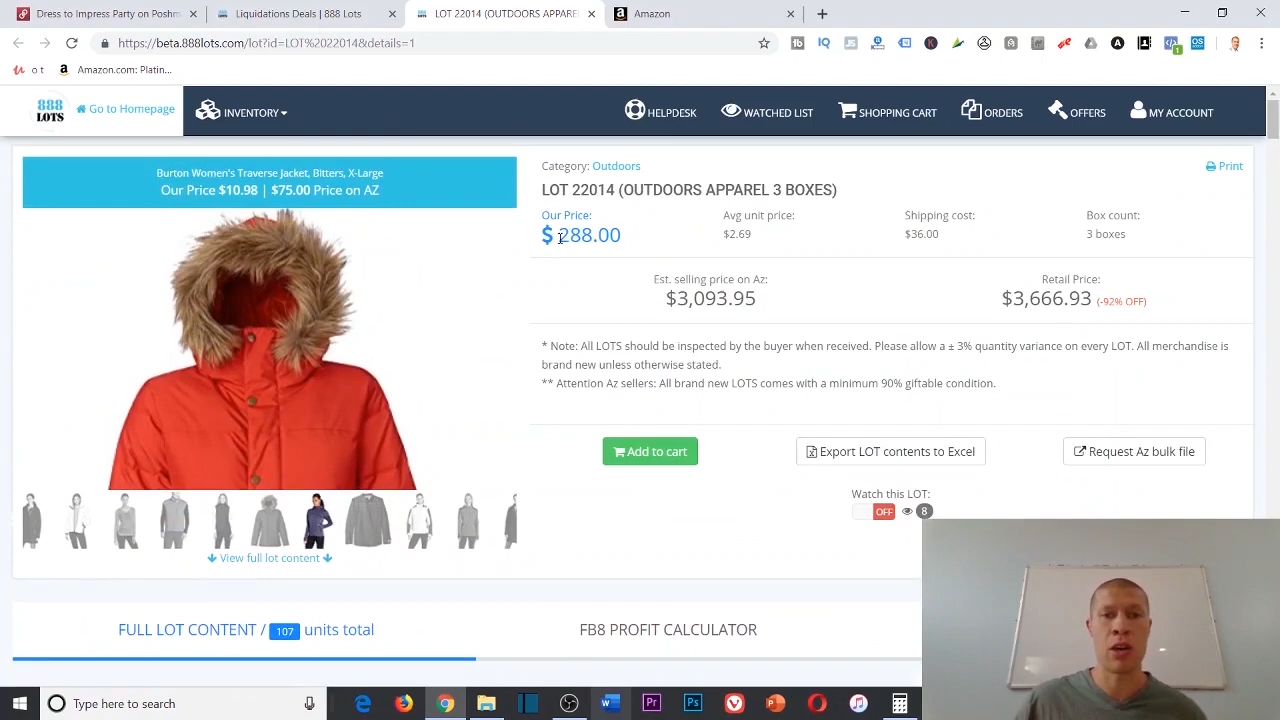 Dress to Impress Party on Poshm
Liquidations | 888 Lots
LOT 22014 (OUTDOORS APPAREL
Amazon
https://beta.888lots.com/lot?id=LOT%2022014&details=1
o t
Amazon.com: Platin...
888 LOTS
Go to Homepage
INVENTORY
HELPDESK
WATCHED LIST
SHOPPING CART
ORDERS
OFFERS
MY ACCOUNT
Burton Women's Traverse Jacket, Bitters, X-Large
Our Price $10.98 | $75.00 Price on AZ
Category: Outdoors
Print
LOT 22014 (OUTDOORS APPAREL 3 BOXES)
Our Price: Avg unit price: Shipping cost: Box count:
$288.00 $2.69 $36.00 3 boxes
Est. selling price on Az: Retail Price:
$3,093.95 $3,666.93 (-92% OFF)
* Note: All LOTS should be inspected by the buyer when received. Please allow a ± 3% quantity variance on every LOT. All merchandise is
brand new unless otherwise stated.
** Attention Az sellers: All brand new LOTS comes with a minimum 90% giftable condition.
Add to cart
Export LOT contents to Excel
Request Az bulk file
Watch this LOT:
OFF 8
View full lot content
FULL LOT CONTENT / 107 units total
FB8 PROFIT CALCULATOR
Type here to search